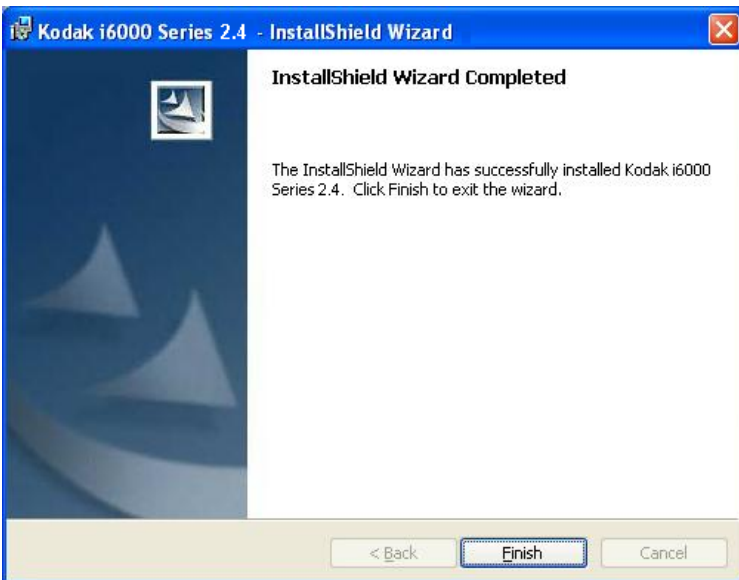 Kodak i6000 Series 2.4 - InstallShield Wizard
InstallShield Wizard Completed
The InstallShield Wizard has successfully installed Kodak i6000
Series 2.4. Click Finish to exit the wizard.
< Back
Finish
Cancel